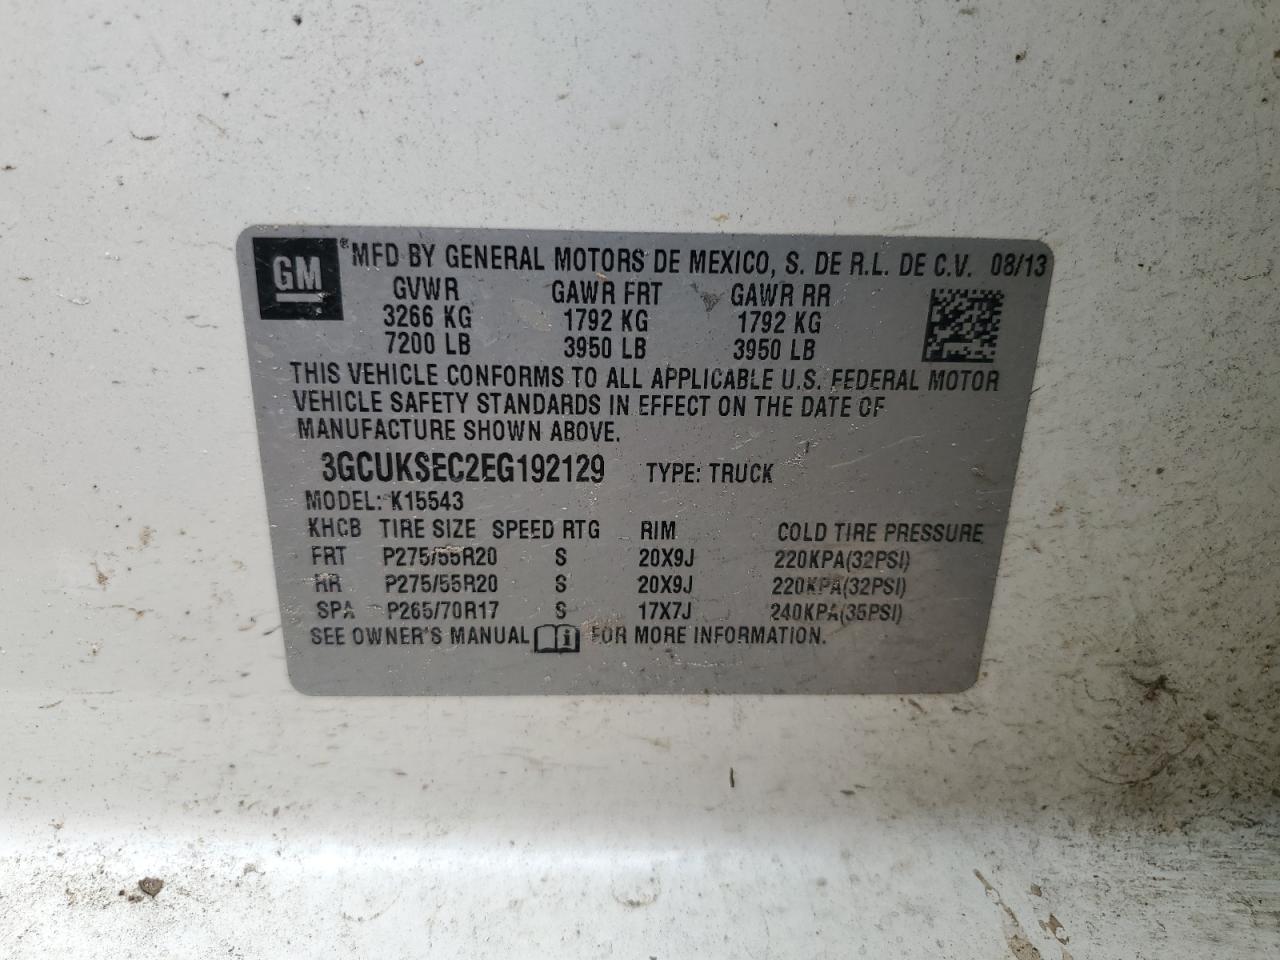 GM ® MFD BY GENERAL MOTORS DE MEXICO, S. DE R.L. DE C.V. 08/13
GVWR GAWR FRT GAWR RR
3266 KG 1792 KG 1792 KG
7200 LB 3950 LB 3950 LB
THIS VEHICLE CONFORMS TO ALL APPLICABLE U.S. FEDERAL MOTOR
VEHICLE SAFETY STANDARDS IN EFFECT ON THE DATE OF
MANUFACTURE SHOWN ABOVE.
3GCUKSEC2EG192129 TYPE: TRUCK
MODEL: K15543
KHCB TIRE SIZE SPEED RTG RIM COLD TIRE PRESSURE
FRT P275/55R20 S 20X9J 220KPA(32PSI)
RR P275/55R20 S 20X9J 220KPA(32PSI)
SPA P265/70R17 S 17X7J 240KPA(35PSI)
SEE OWNER'S MANUAL FOR MORE INFORMATION.